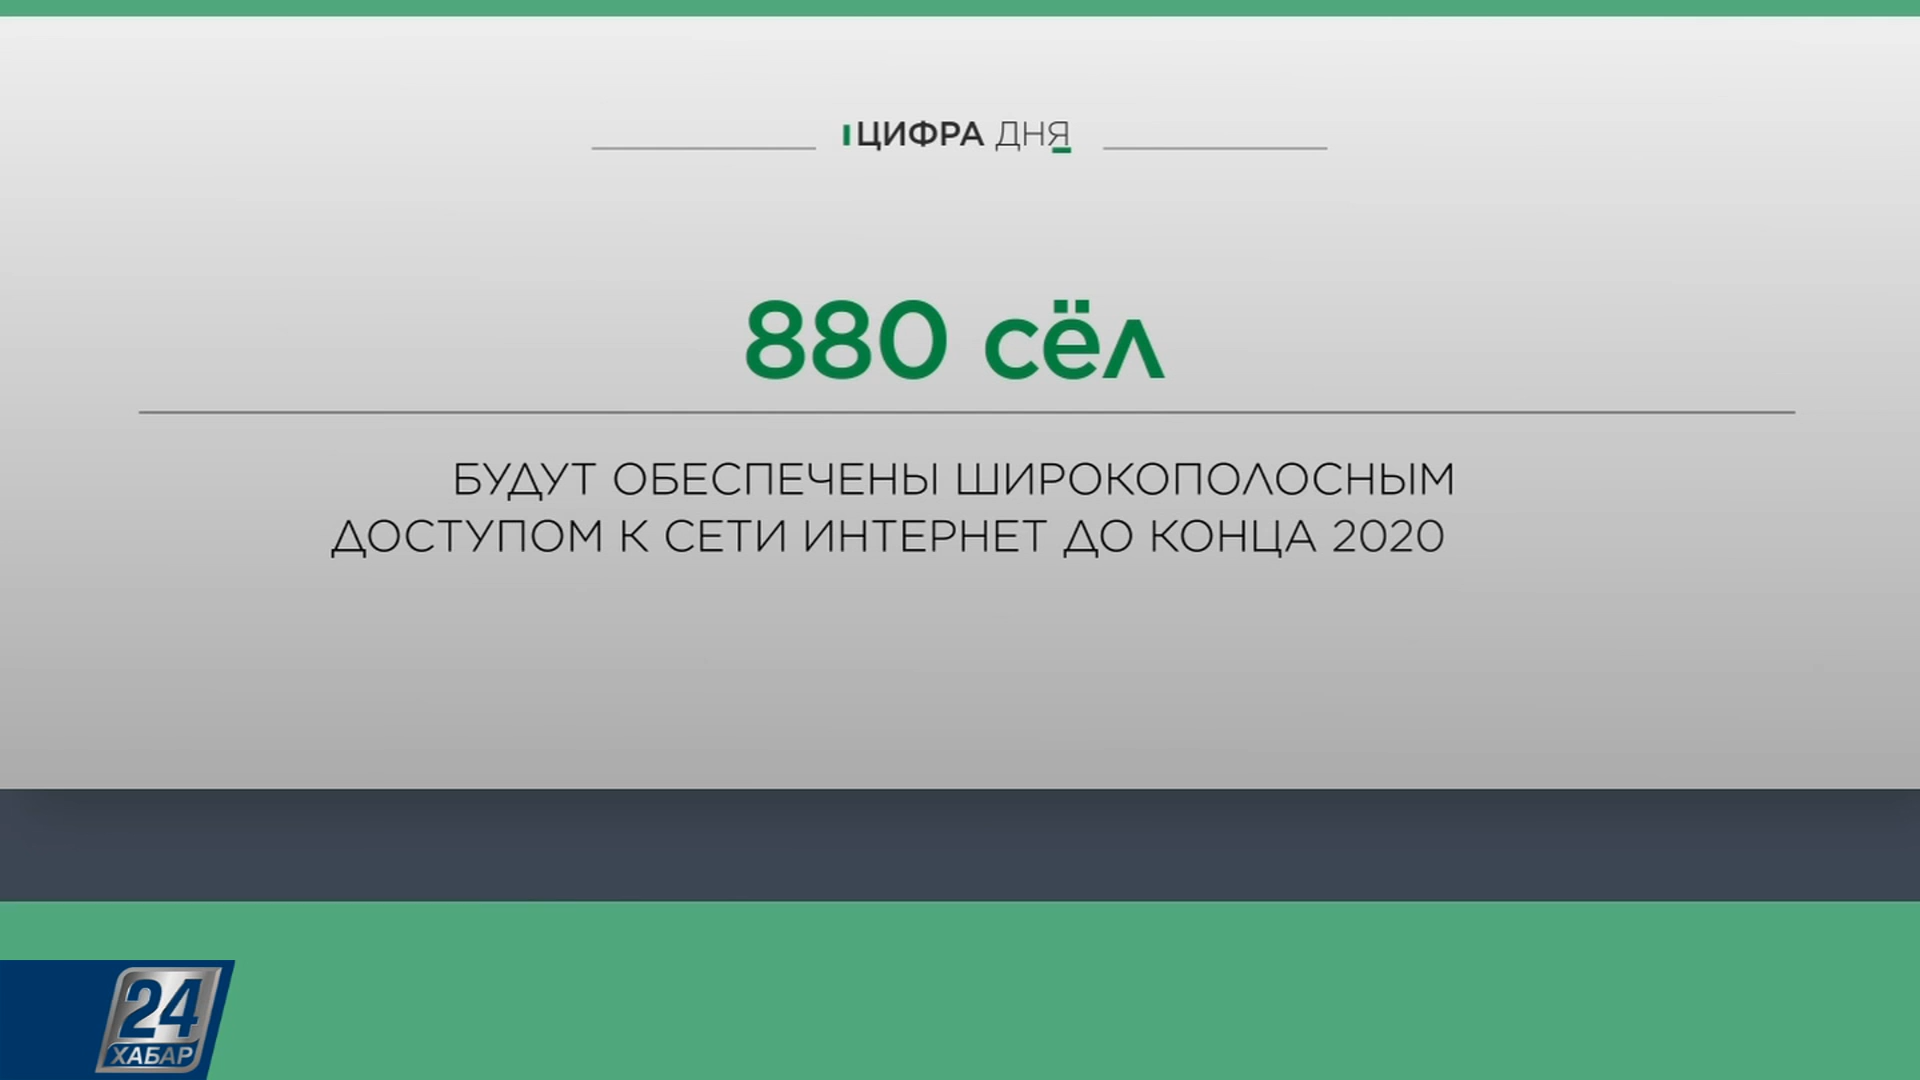 ЦИФРА ДНЯ
880 сёл
БУДУТ ОБЕСПЕЧЕНЫ ШИРОКОПОЛОСНЫМ
ДОСТУПОМ К СЕТИ ИНТЕРНЕТ ДО КОНЦА 2020
24
ХАБАР